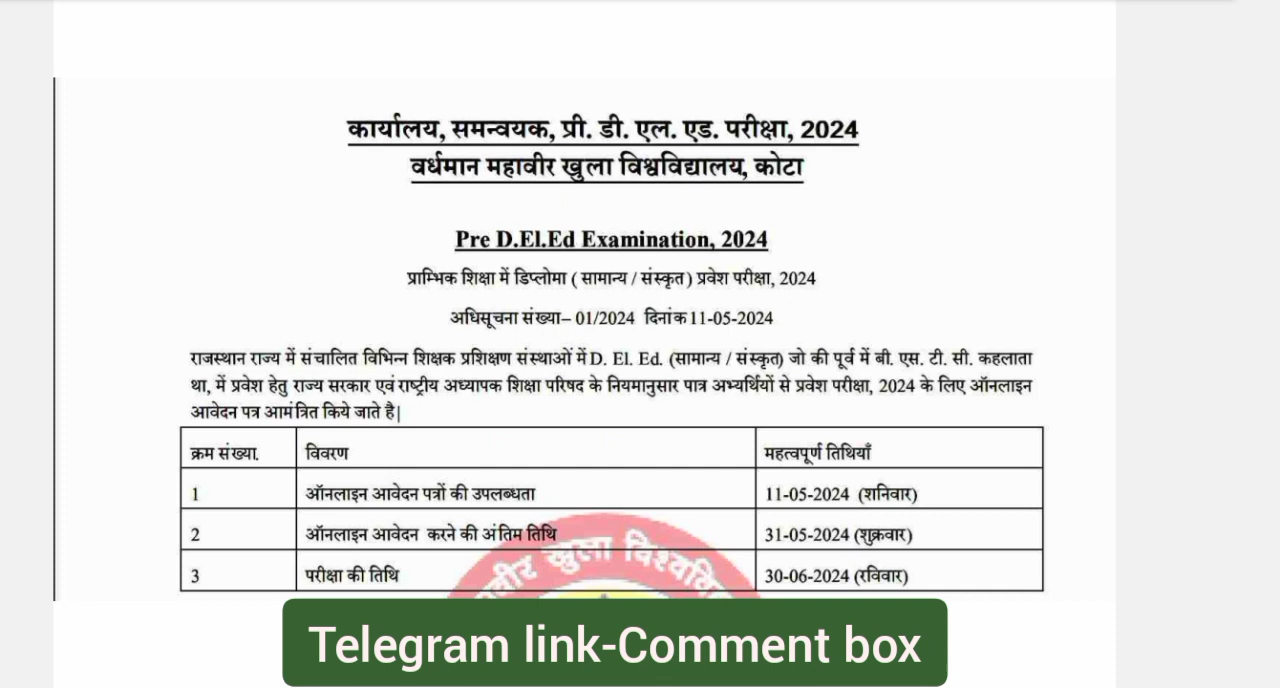 कार्यालय, समन्वयक, प्री. डी. एल. एड. परीक्षा, 2024
वर्धमान महावीर खुला विश्वविद्यालय, कोटा
Pre D.El.Ed Examination, 2024
प्राम्भिक शिक्षा में डिप्लोमा ( सामान्य / संस्कृत ) प्रवेश परीक्षा, 2024
अधिसूचना संख्या– 01/2024 दिनांक 11-05-2024
राजस्थान राज्य में संचालित विभिन्न शिक्षक प्रशिक्षण संस्थाओं में D. El. Ed. (सामान्य / संस्कृत) जो की पूर्व में बी. एस. टी. सी. कहलाता
था, में प्रवेश हेतु राज्य सरकार एवं राष्ट्रीय अध्यापक शिक्षा परिषद के नियमानुसार पात्र अभ्यर्थियों से प्रवेश परीक्षा, 2024 के लिए ऑनलाइन
आवेदन पत्र आमंत्रित किये जाते है|
क्रम संख्या. विवरण महत्वपूर्ण तिथियाँ
1 ऑनलाइन आवेदन पत्रों की उपलब्धता 11-05-2024 (शनिवार)
2 ऑनलाइन आवेदन करने की अंतिम तिथि 31-05-2024 (शुक्रवार)
3 परीक्षा की तिथि 30-06-2024 (रविवार)
खुला
Telegram link-Comment box